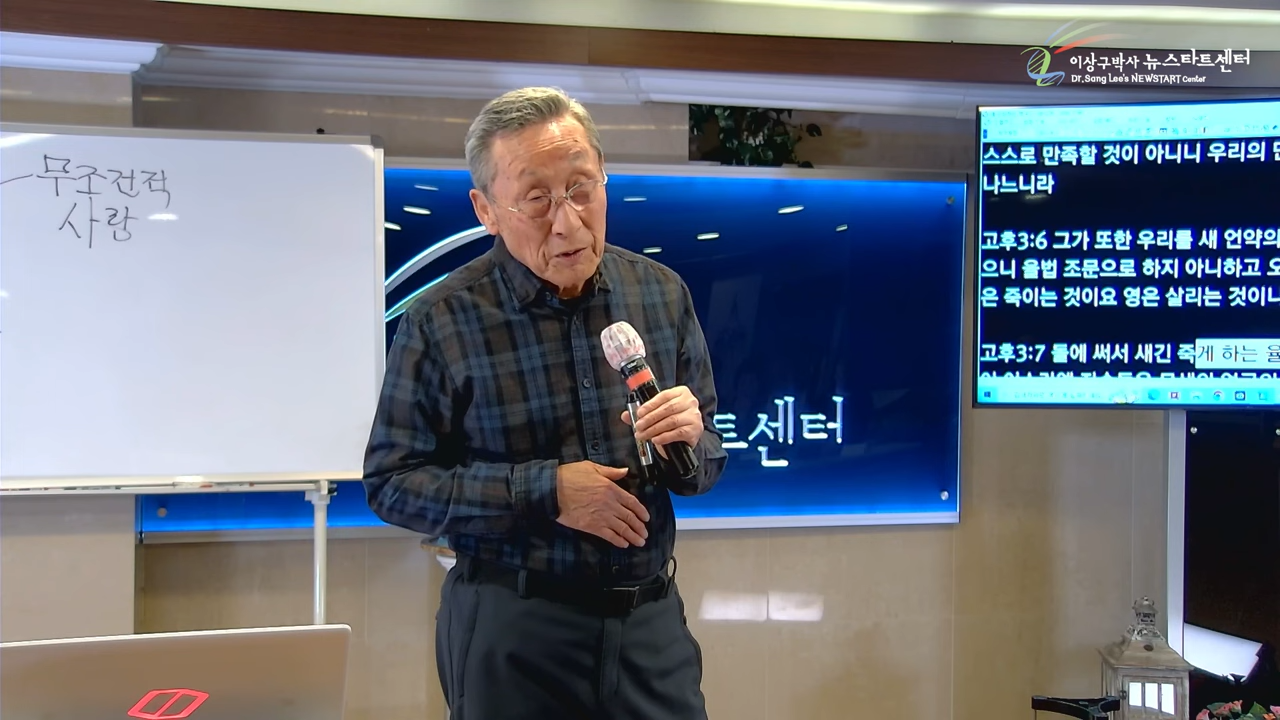 이상구박사 뉴스타트센터
Dr. Sang Lee's NEWSTART Center
무조건적
사랑
스스로 만족할 것이 아니니 우리의
나느니라
고후3:6 그가 또한 우리를 새 언약의
으니 율법 조문으로 하지 아니하고
은 죽이는 것이요 영은 살리는 것이니
고후3:7 돌에 써서 새긴 죽게 하는 율
트센터